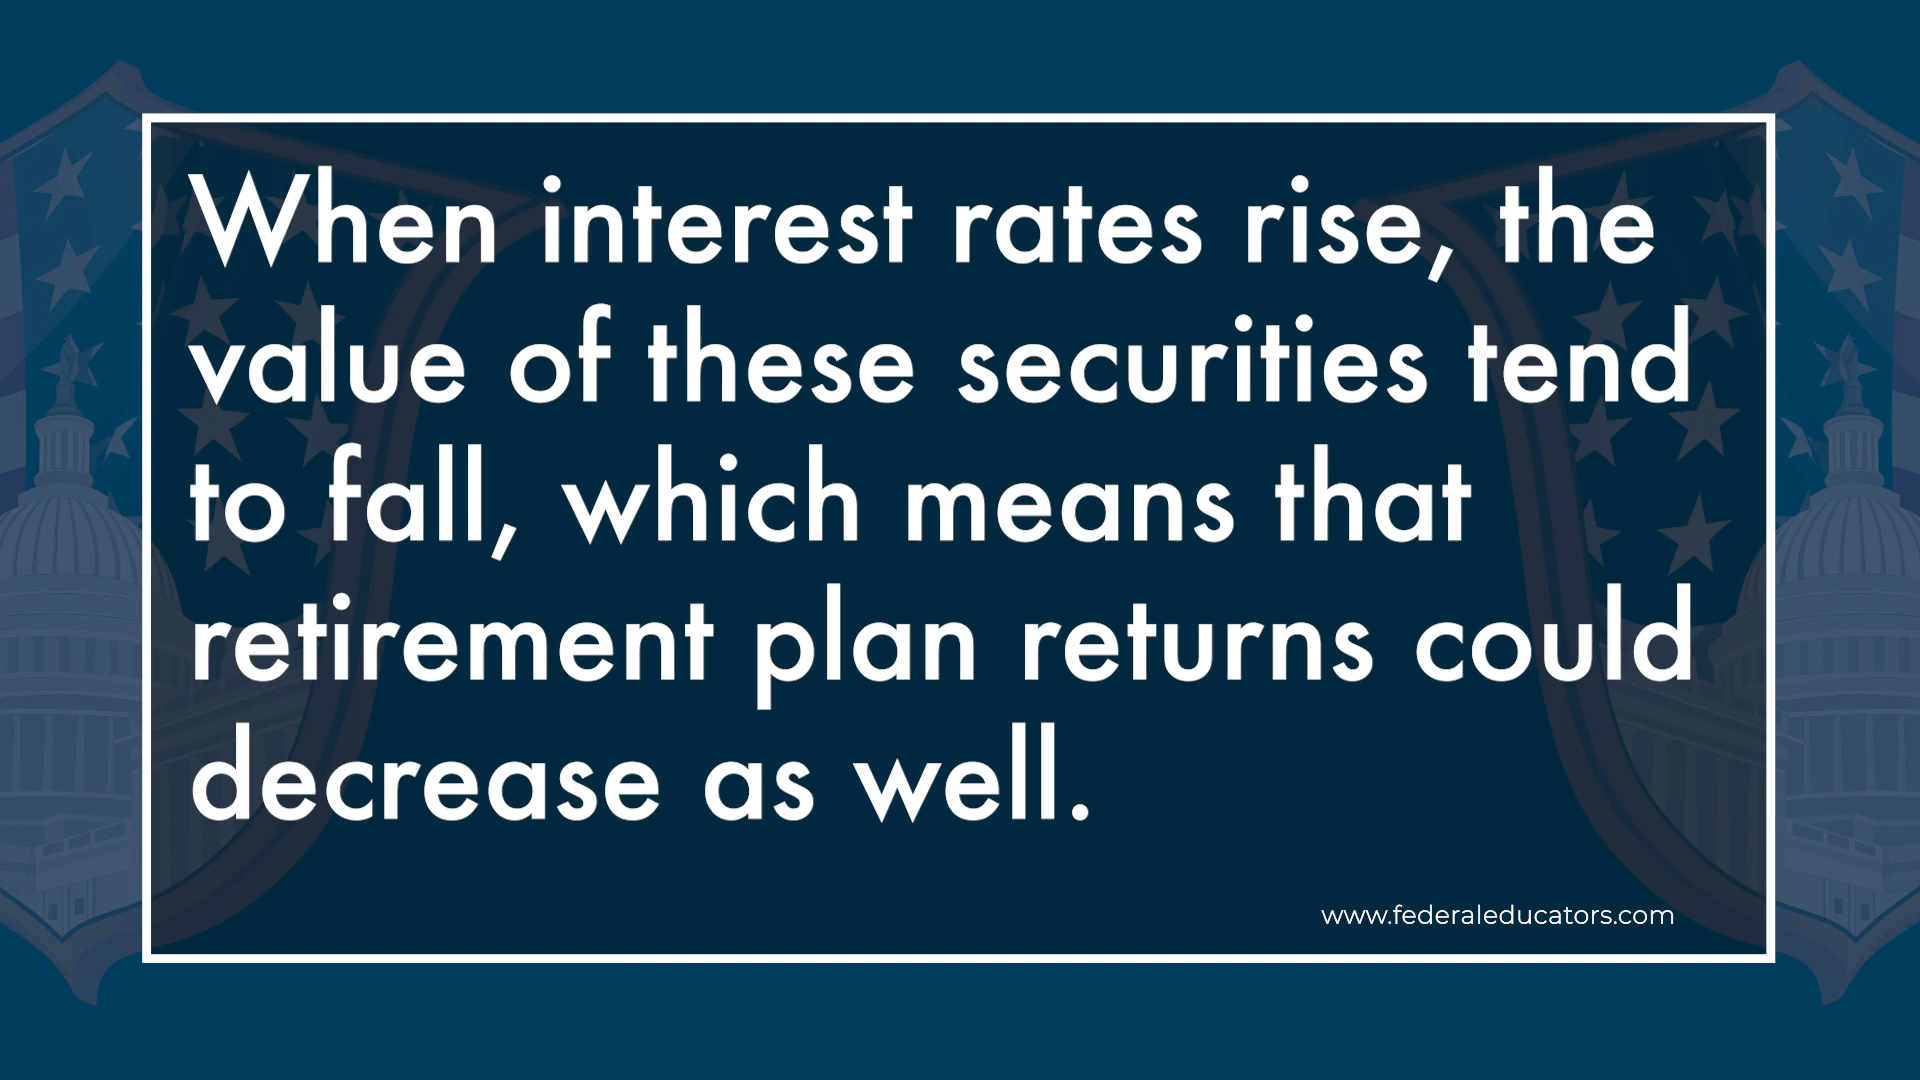 When interest rates rise, the
value of these securities tend
to fall, which means that
retirement plan returns could
decrease as well.
www.federaleducators.com